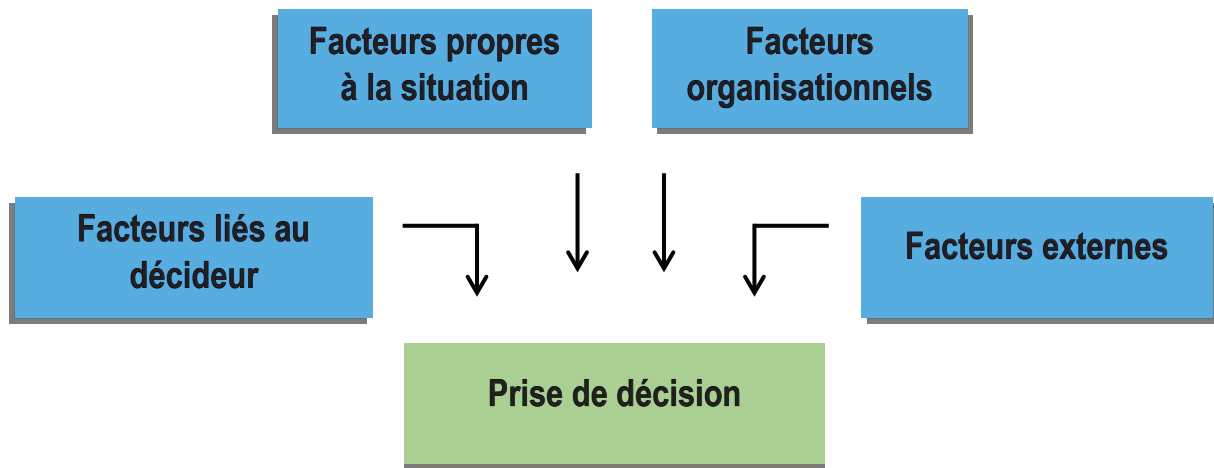 Facteurs propres
à la situation
Facteurs
organisationnels
Facteurs liés au
décideur
Facteurs externes
Prise de décision